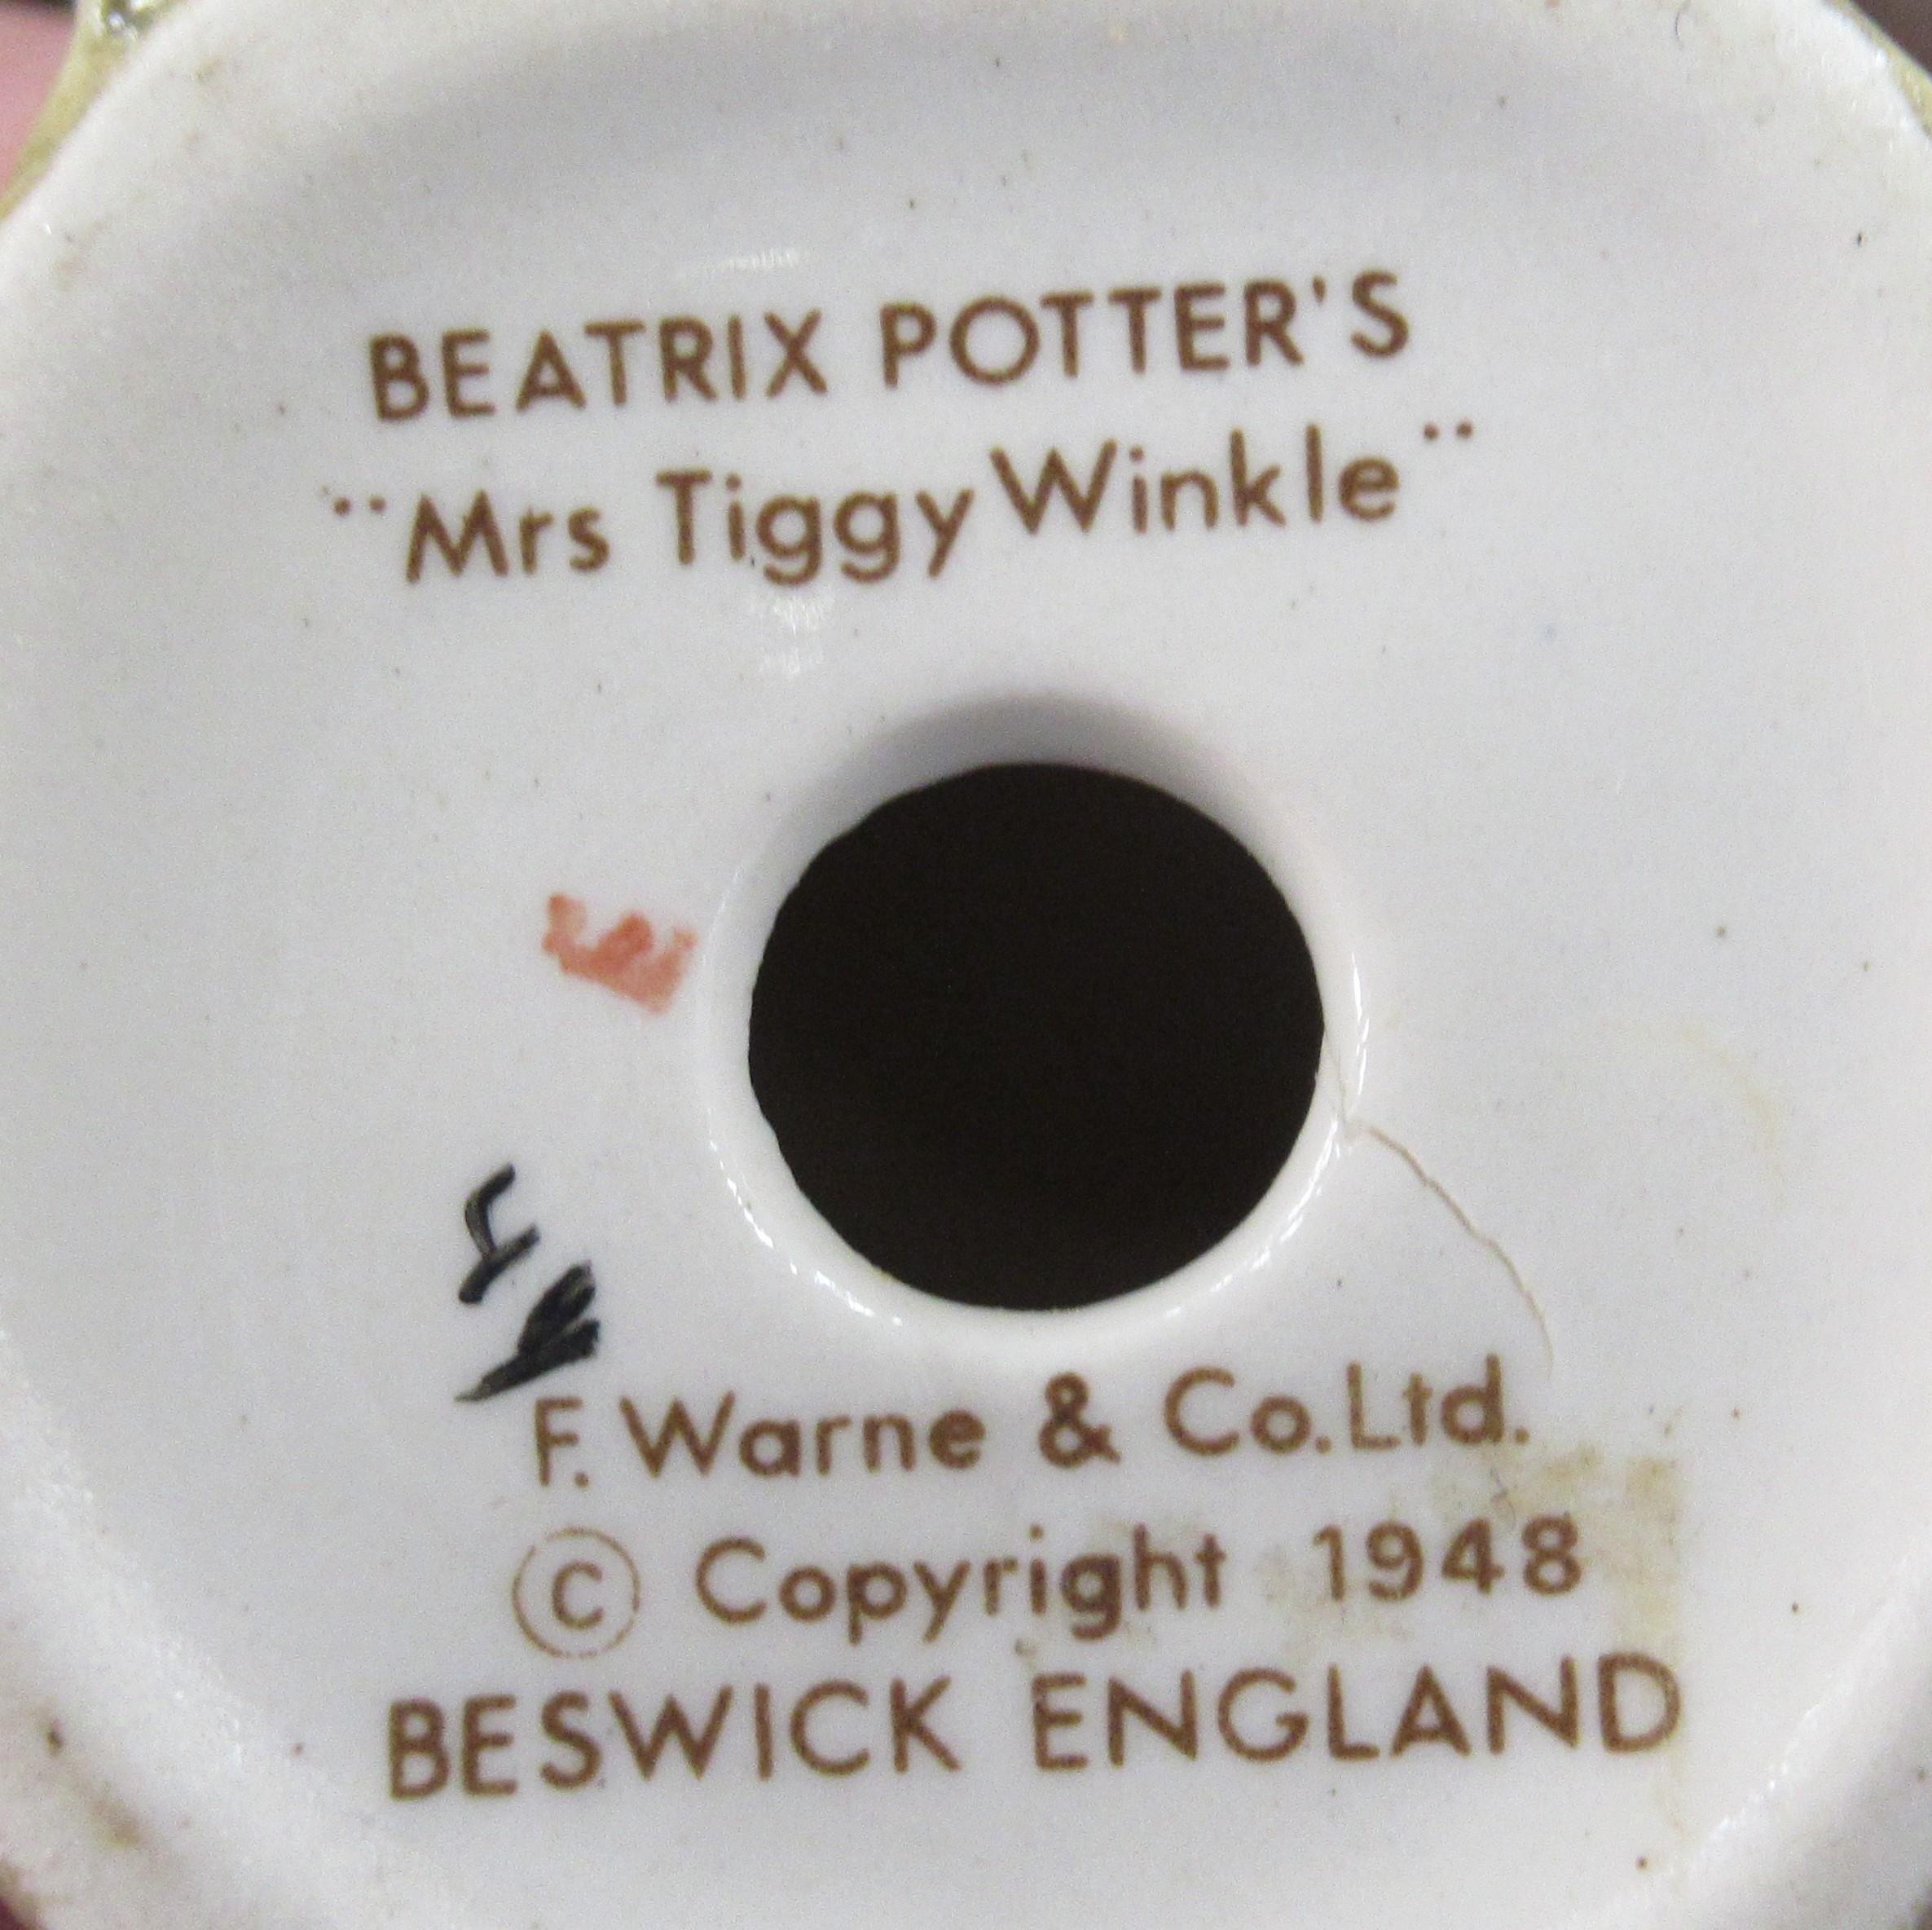 BEATRIX POTTER'S
"Mrs Tiggy Winkle"
F. Warne & Co.Ltd.
© Copyright 1948
BESWICK ENGLAND